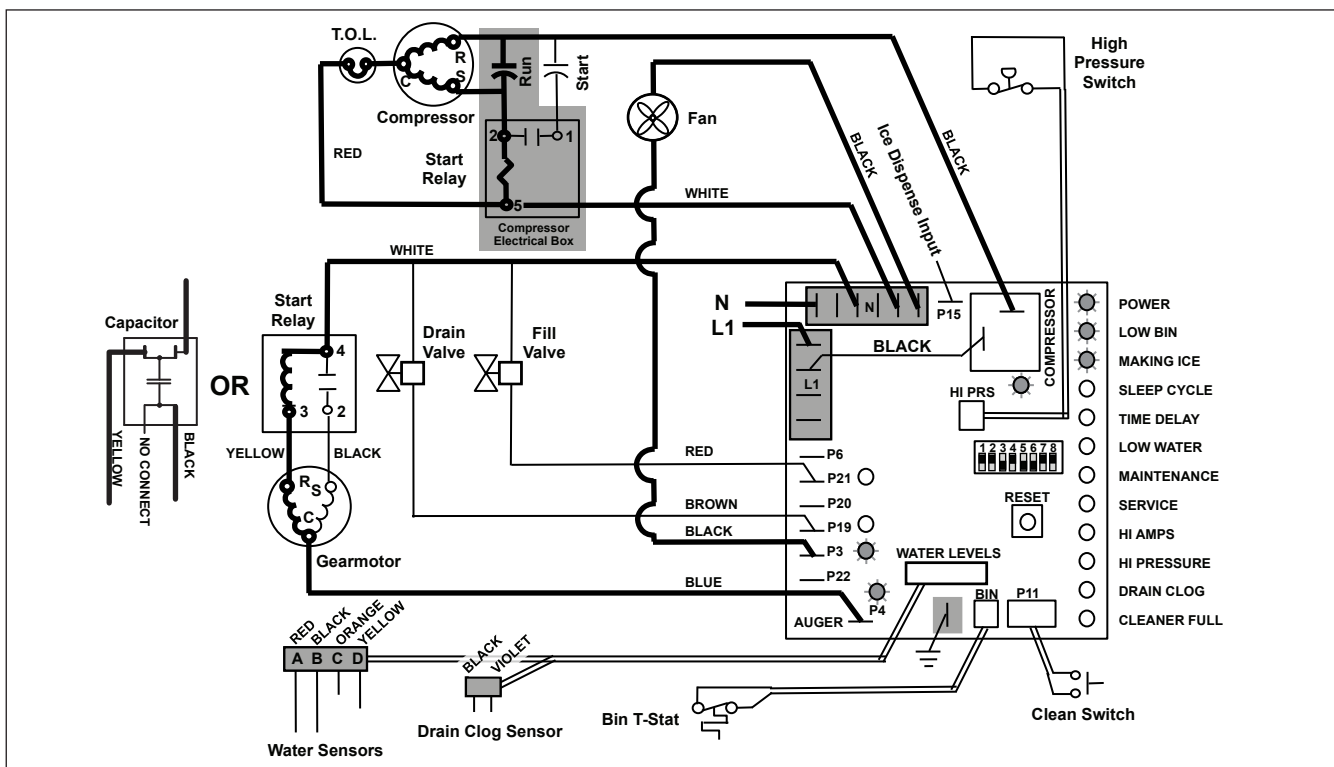 T.O.L.
R
S
C
Run
Start
Compressor
2
1
5
Start
Relay
Compressor
Electrical Box
RED
WHITE
Fan
BLACK
Ice Dispense Input
BLACK
High
Pressure
Switch
WHITE
Capacitor
YELLOW
NO CONNECT
BLACK
OR
Start
Relay
4
3
2
YELLOW
BLACK
R
S
C
Gearmotor
Drain
Valve
Fill
Valve
N
N
L1
L1
BLACK
P15
COMPRESSOR
HI PRS
1 2 3 4 5 6 7 8
RESET
POWER
LOW BIN
MAKING ICE
SLEEP CYCLE
TIME DELAY
LOW WATER
MAINTENANCE
SERVICE
HI AMPS
HI PRESSURE
DRAIN CLOG
CLEANER FULL
P6
RED
P21
P20
BROWN
P19
BLACK
P3
P22
BLUE
P4
AUGER
WATER LEVELS
BIN
P11
RED
BLACK
ORANGE
YELLOW
A B C D
Water Sensors
BLACK
VIOLET
Drain Clog Sensor
Bin T-Stat
Clean Switch